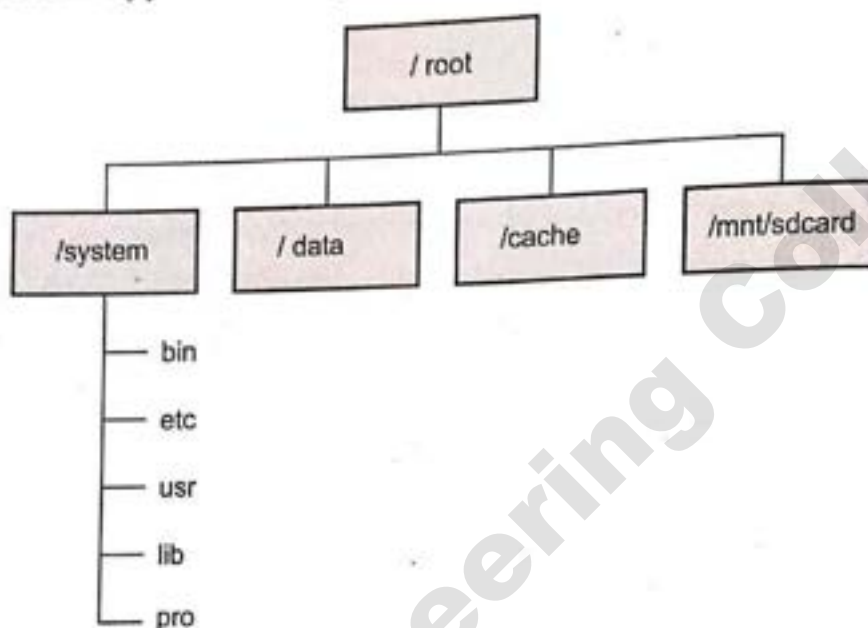 / root
/system
/ data
/cache
/mnt/sdcard
bin
etc
usr
lib
pro